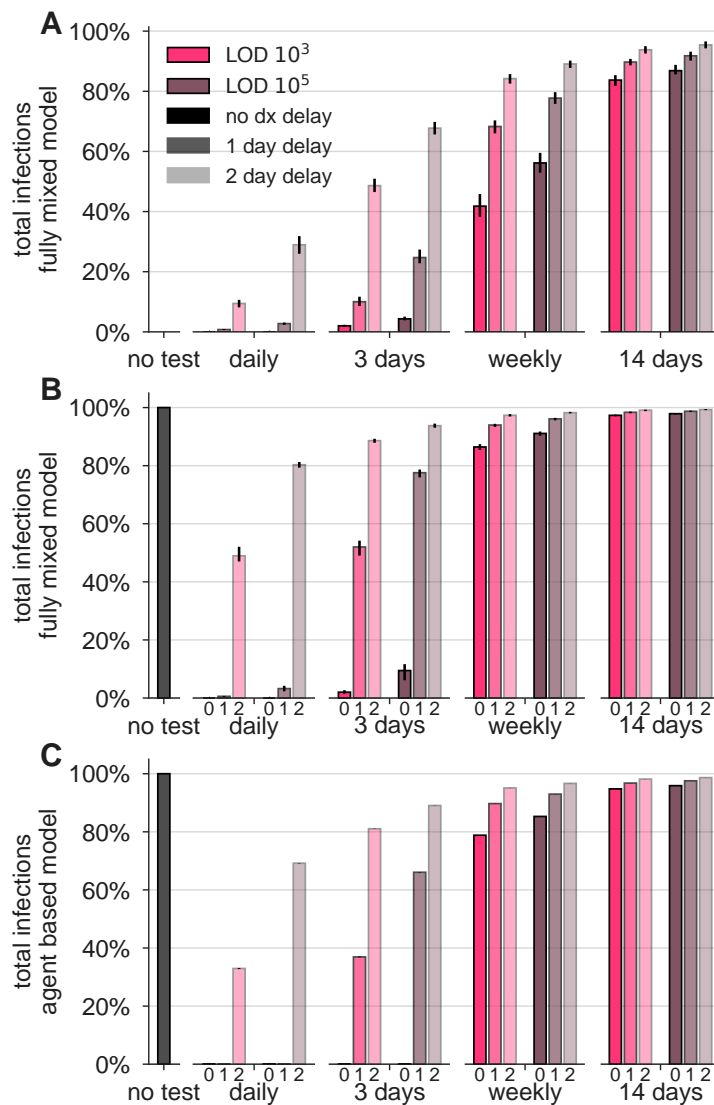 A
total infections
fully mixed model
100%
80%
60%
40%
20%
0%
LOD 10³
LOD 10⁵
no dx delay
1 day delay
2 day delay
no test
daily
3 days
weekly
14 days
B
total infections
fully mixed model
100%
80%
60%
40%
20%
0%
0 1 2 0 1 2 0 1 2 0 1 2 0 1 2 0 1 2 0 1 2 0 1 2
no test
daily
3 days
weekly
14 days
C
total infections
agent based model
100%
80%
60%
40%
20%
0%
0 1 2 0 1 2 0 1 2 0 1 2 0 1 2 0 1 2 0 1 2 0 1 2
no test
daily
3 days
weekly
14 days